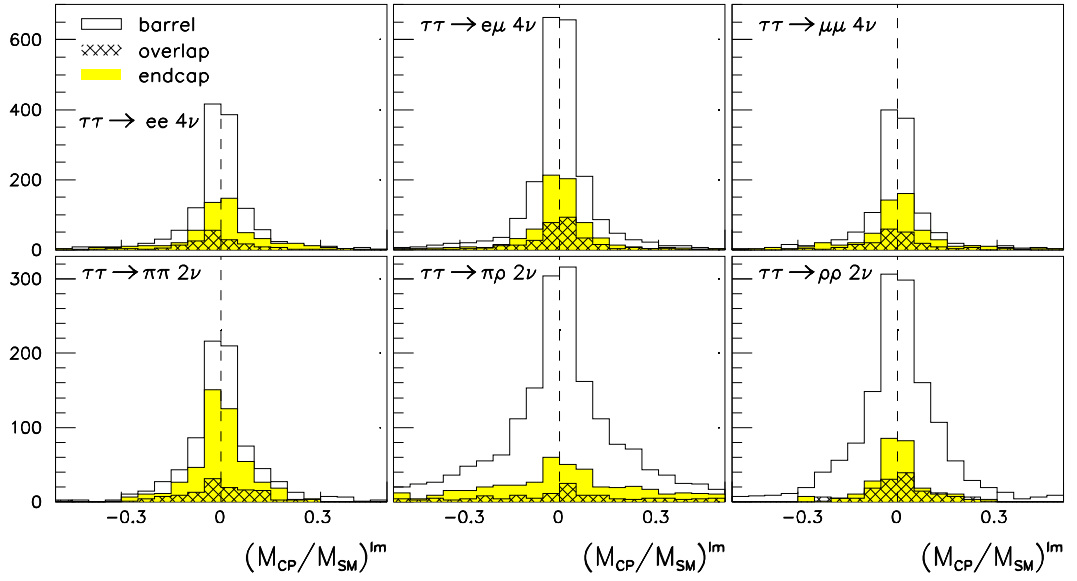 barrel
overlap
endcap
ττ → ee 4ν
ττ → eμ 4ν
ττ → μμ 4ν
600
400
200
0
ττ → ππ 2ν
ττ → πρ 2ν
ττ → ρρ 2ν
300
200
100
0
-0.3 0 0.3
-0.3 0 0.3
-0.3 0 0.3
(M_CP/M_SM)^Im
(M_CP/M_SM)^Im
(M_CP/M_SM)^Im